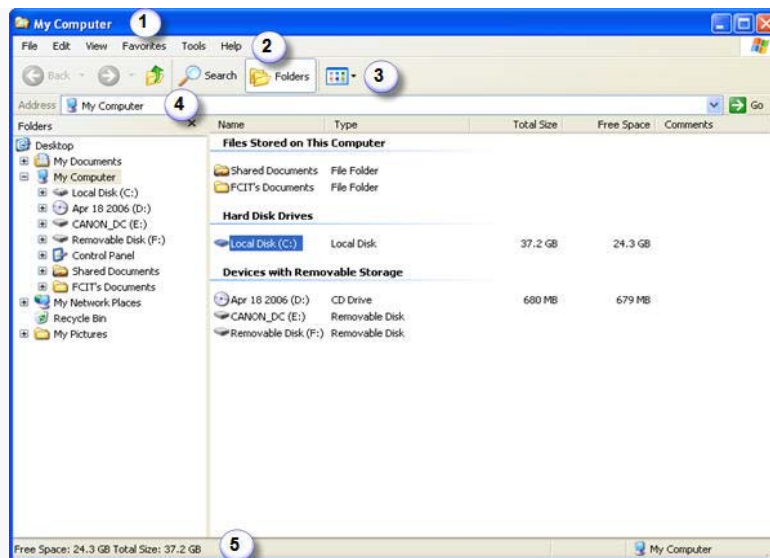 My Computer 1
File Edit View Favorites Tools Help 2
Back Search Folders 3
Address My Computer 4 Go
Folders
Desktop
My Documents
My Computer
Local Disk (C:)
Apr 18 2006 (D:)
CANON_DC (E:)
Removable Disk (F:)
Control Panel
Shared Documents
FCIT's Documents
My Network Places
Recycle Bin
My Pictures
Name Type Total Size Free Space Comments
Files Stored on This Computer
Shared Documents File Folder
FCIT's Documents File Folder
Hard Disk Drives
Local Disk (C:) Local Disk 37.2 GB 24.3 GB
Devices with Removable Storage
Apr 18 2006 (D:) CD Drive 680 MB 679 MB
CANON_DC (E:) Removable Disk
Removable Disk (F:) Removable Disk
Free Space: 24.3 GB Total Size: 37.2 GB 5 My Computer